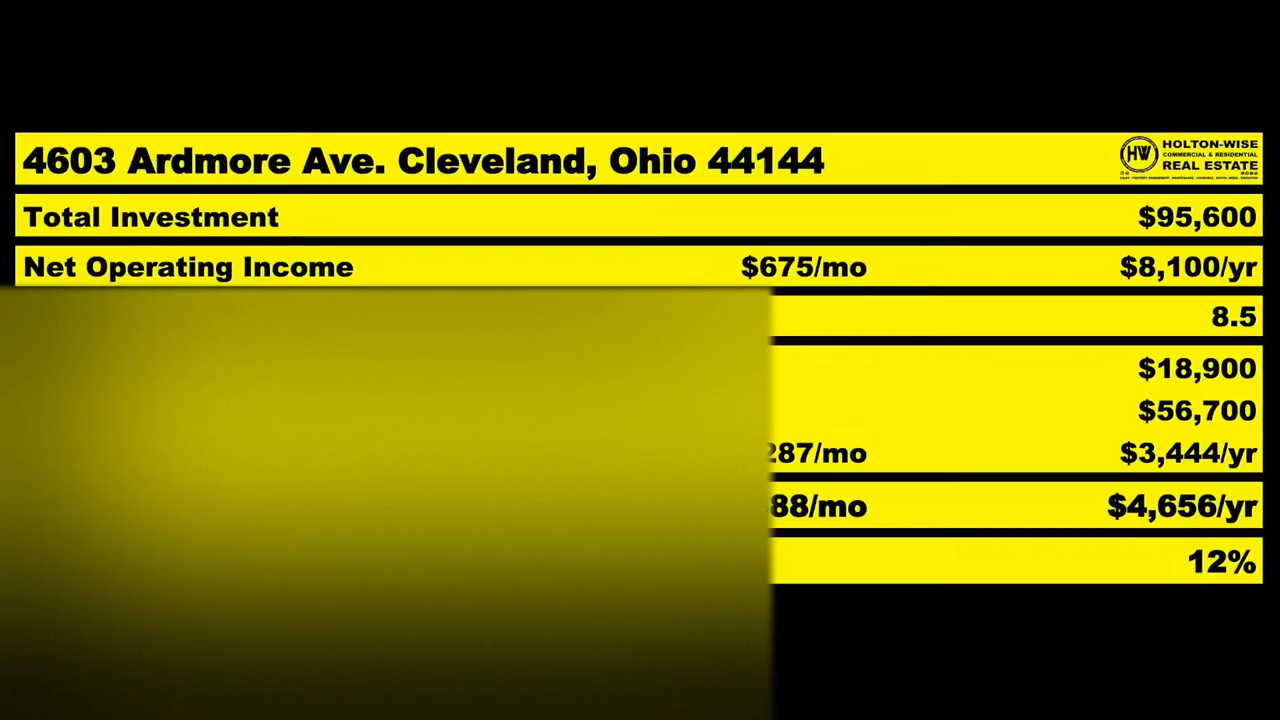 4603 Ardmore Ave. Cleveland, Ohio 44144
HW
HOLTON-WISE
COMMERCIAL & RESIDENTIAL
REAL ESTATE
Total Investment $95,600
Net Operating Income $675/mo $8,100/yr
8.5
$18,900
$56,700
287/mo $3,444/yr
88/mo $4,656/yr
12%